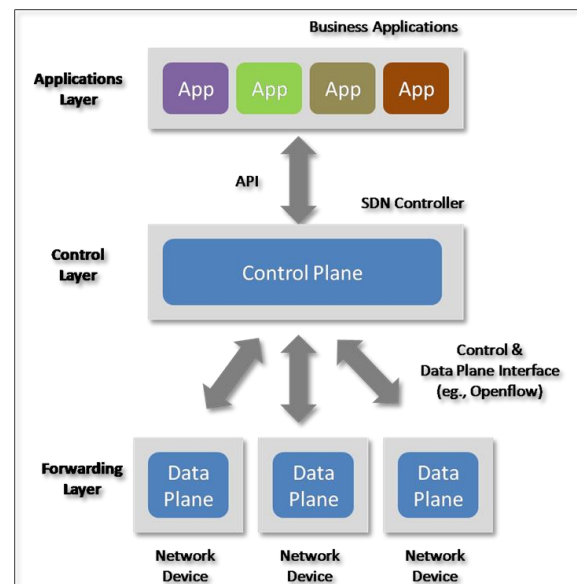 Business Applications
Applications
Layer
App App App App
API
SDN Controller
Control
Layer
Control Plane
Control &
Data Plane Interface
(eg., Openflow)
Forwarding
Layer
Data
Plane
Data
Plane
Data
Plane
Network
Device
Network
Device
Network
Device